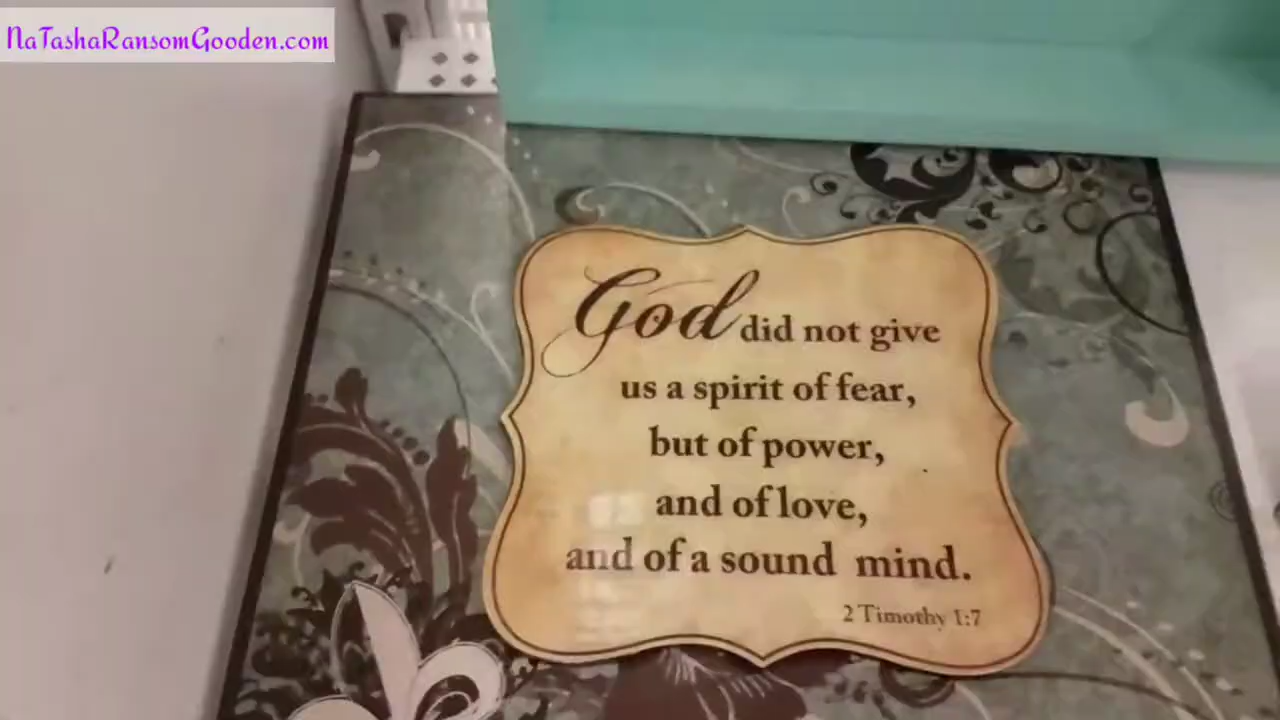 NaTashaRansomGooden.com
God did not give
us a spirit of fear,
but of power,
and of love,
and of a sound mind.
2 Timothy 1:7